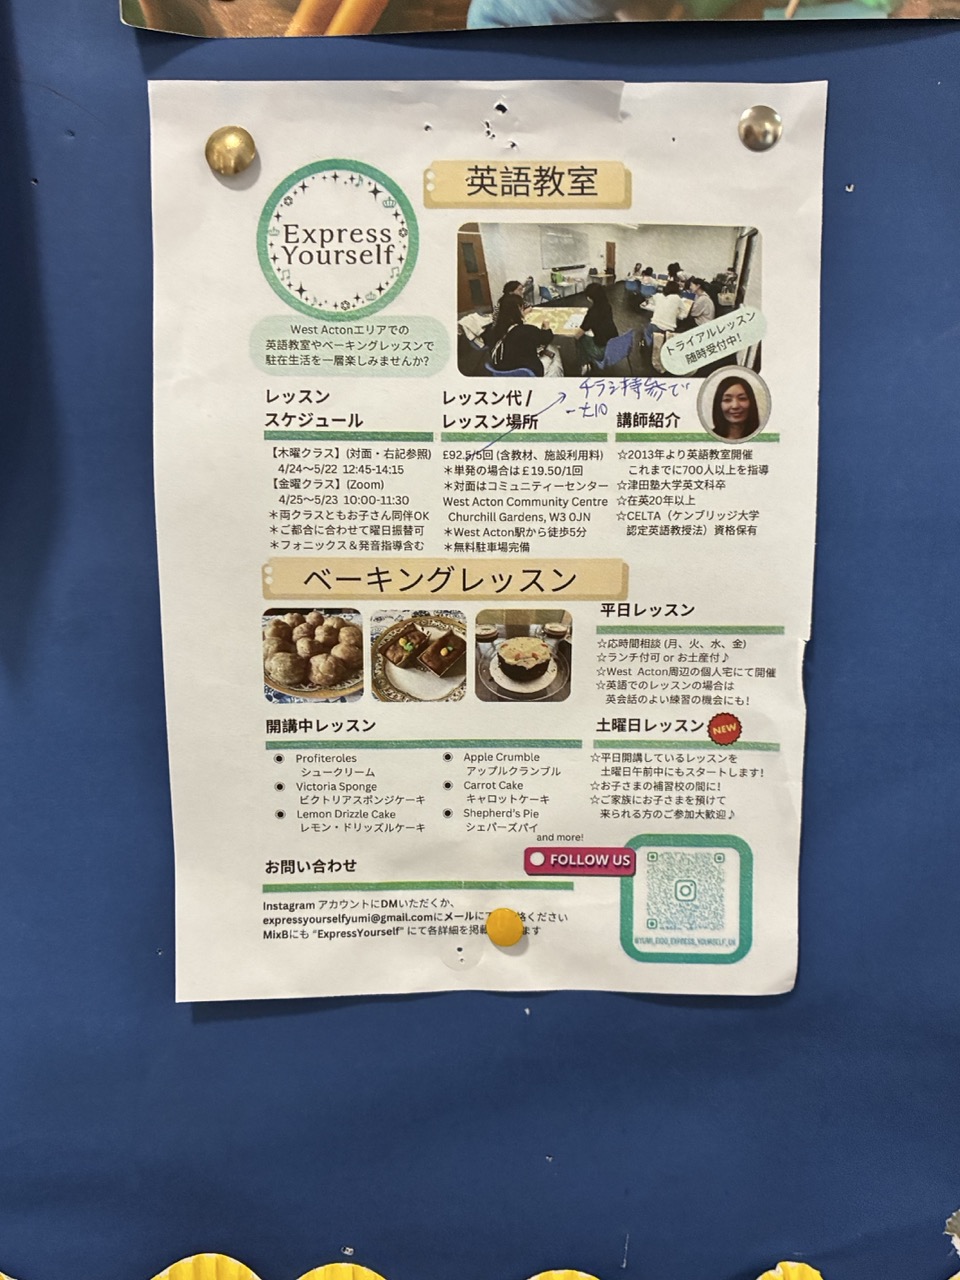 英語教室
Express
Yourself
West Actonエリアでの
英語教室やベーキングレッスンで
駐在生活を一層楽しみませんか?
トライアルレッスン
随時受付中!
チラシ持参で
-£10
レッスン
スケジュール
【木曜クラス】(対面・右記参照)
4/24〜5/22 12:45-14:15
【金曜クラス】(Zoom)
4/25〜5/23 10:00-11:30
＊両クラスともお子さん同伴OK
＊ご都合に合わせて曜日振替可
＊フォニックス＆発音指導含む
レッスン代 /
レッスン場所
£92.5/5回 (含教材、施設利用料)
＊単発の場合は£19.50/1回
＊対面はコミュニティーセンター
West Acton Community Centre
Churchill Gardens, W3 0JN
＊West Acton駅から徒歩5分
＊無料駐車場完備
講師紹介
☆2013年より英語教室開催
これまでに700人以上を指導
☆津田塾大学英文科卒
☆在英20年以上
☆CELTA（ケンブリッジ大学
認定英語教授法）資格保有
ベーキングレッスン
平日レッスン
☆応時間相談 (月、火、水、金)
☆ランチ付可 or お土産付♪
☆West Acton周辺の個人宅にて開催
☆英語でのレッスンの場合は
英会話のよい練習の機会にも!
開講中レッスン
Profiteroles
シュークリーム
Victoria Sponge
ビクトリアスポンジケーキ
Lemon Drizzle Cake
レモン・ドリッズルケーキ
Apple Crumble
アップルクランブル
Carrot Cake
キャロットケーキ
Shepherd's Pie
シェパーズパイ
and more!
土曜日レッスン NEW
☆平日開講しているレッスンを
土曜日午前中にもスタートします!
☆お子さまの補習校の間に!
☆ご家族にお子さまを預けて
来られる方のご参加大歓迎♪
FOLLOW US
お問い合わせ
Instagram アカウントにDMいただくか、
expressyourselfyumi@gmail.comにメールにて 絡ください
MixBにも “ExpressYourself” にて各詳細を掲載 ます